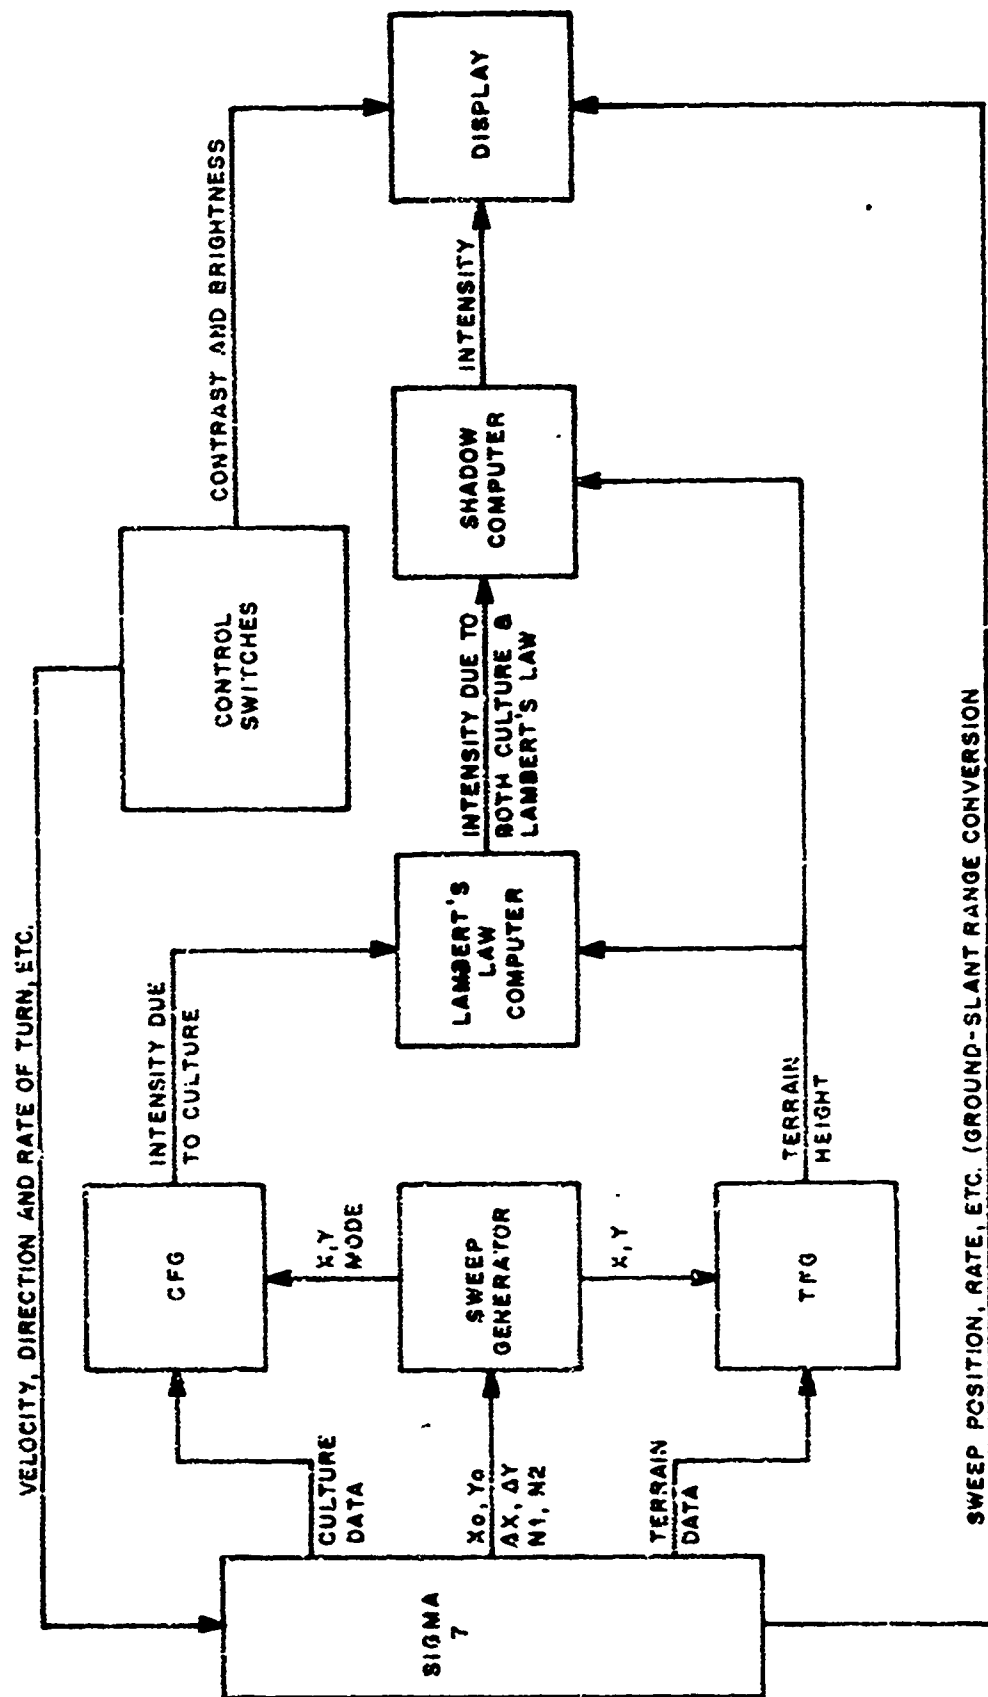 VELOCITY, DIRECTION AND RATE OF TURN, ETC.
CONTROL
SWITCHES
CONTRAST AND BRIGHTNESS
SIGMA
7
CULTURE
DATA
X0, Y0
ΔX, ΔY
N1, N2
TERRAIN
DATA
CFG
X,Y
MODE
SWEEP
GENERATOR
X,Y
TFG
INTENSITY DUE
TO CULTURE
TERRAIN
HEIGHT
LAMBERT'S
LAW
COMPUTER
INTENSITY DUE TO
BOTH CULTURE &
LAMBERT'S LAW
SHADOW
COMPUTER
INTENSITY
DISPLAY
SWEEP POSITION, RATE, ETC. (GROUND-SLANT RANGE CONVERSION